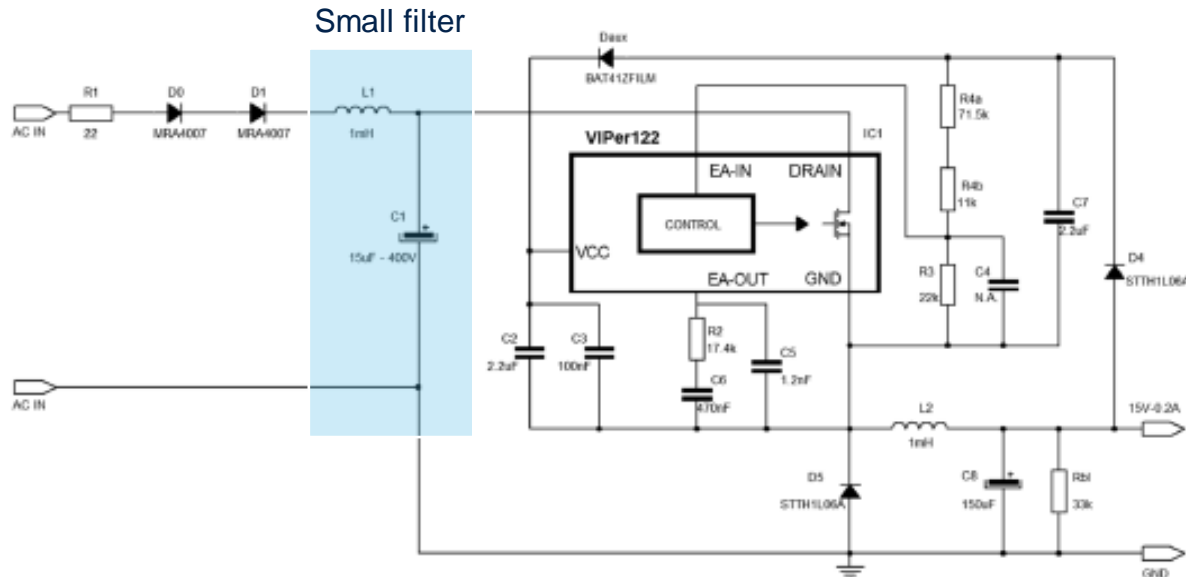 Small filter
Daux
BAT41ZFILM
R1
22
AC IN
D0
MRA4007
D1
MRA4007
L1
1mH
VIPer122
IC1
R4a
71.5k
EA-IN
DRAIN
R4b
11k
C7
2.2uF
C1
+
15uF - 400V
CONTROL
VCC
EA-OUT
GND
R3
22k
C4
N.A.
D4
STTH1L06A
C2
2.2uF
C3
100nF
R2
17.4k
C5
1.2nF
C6
470nF
AC IN
L2
1mH
15V-0.2A
D5
STTH1L06A
C8
+
150uF
Rbl
33k
GND